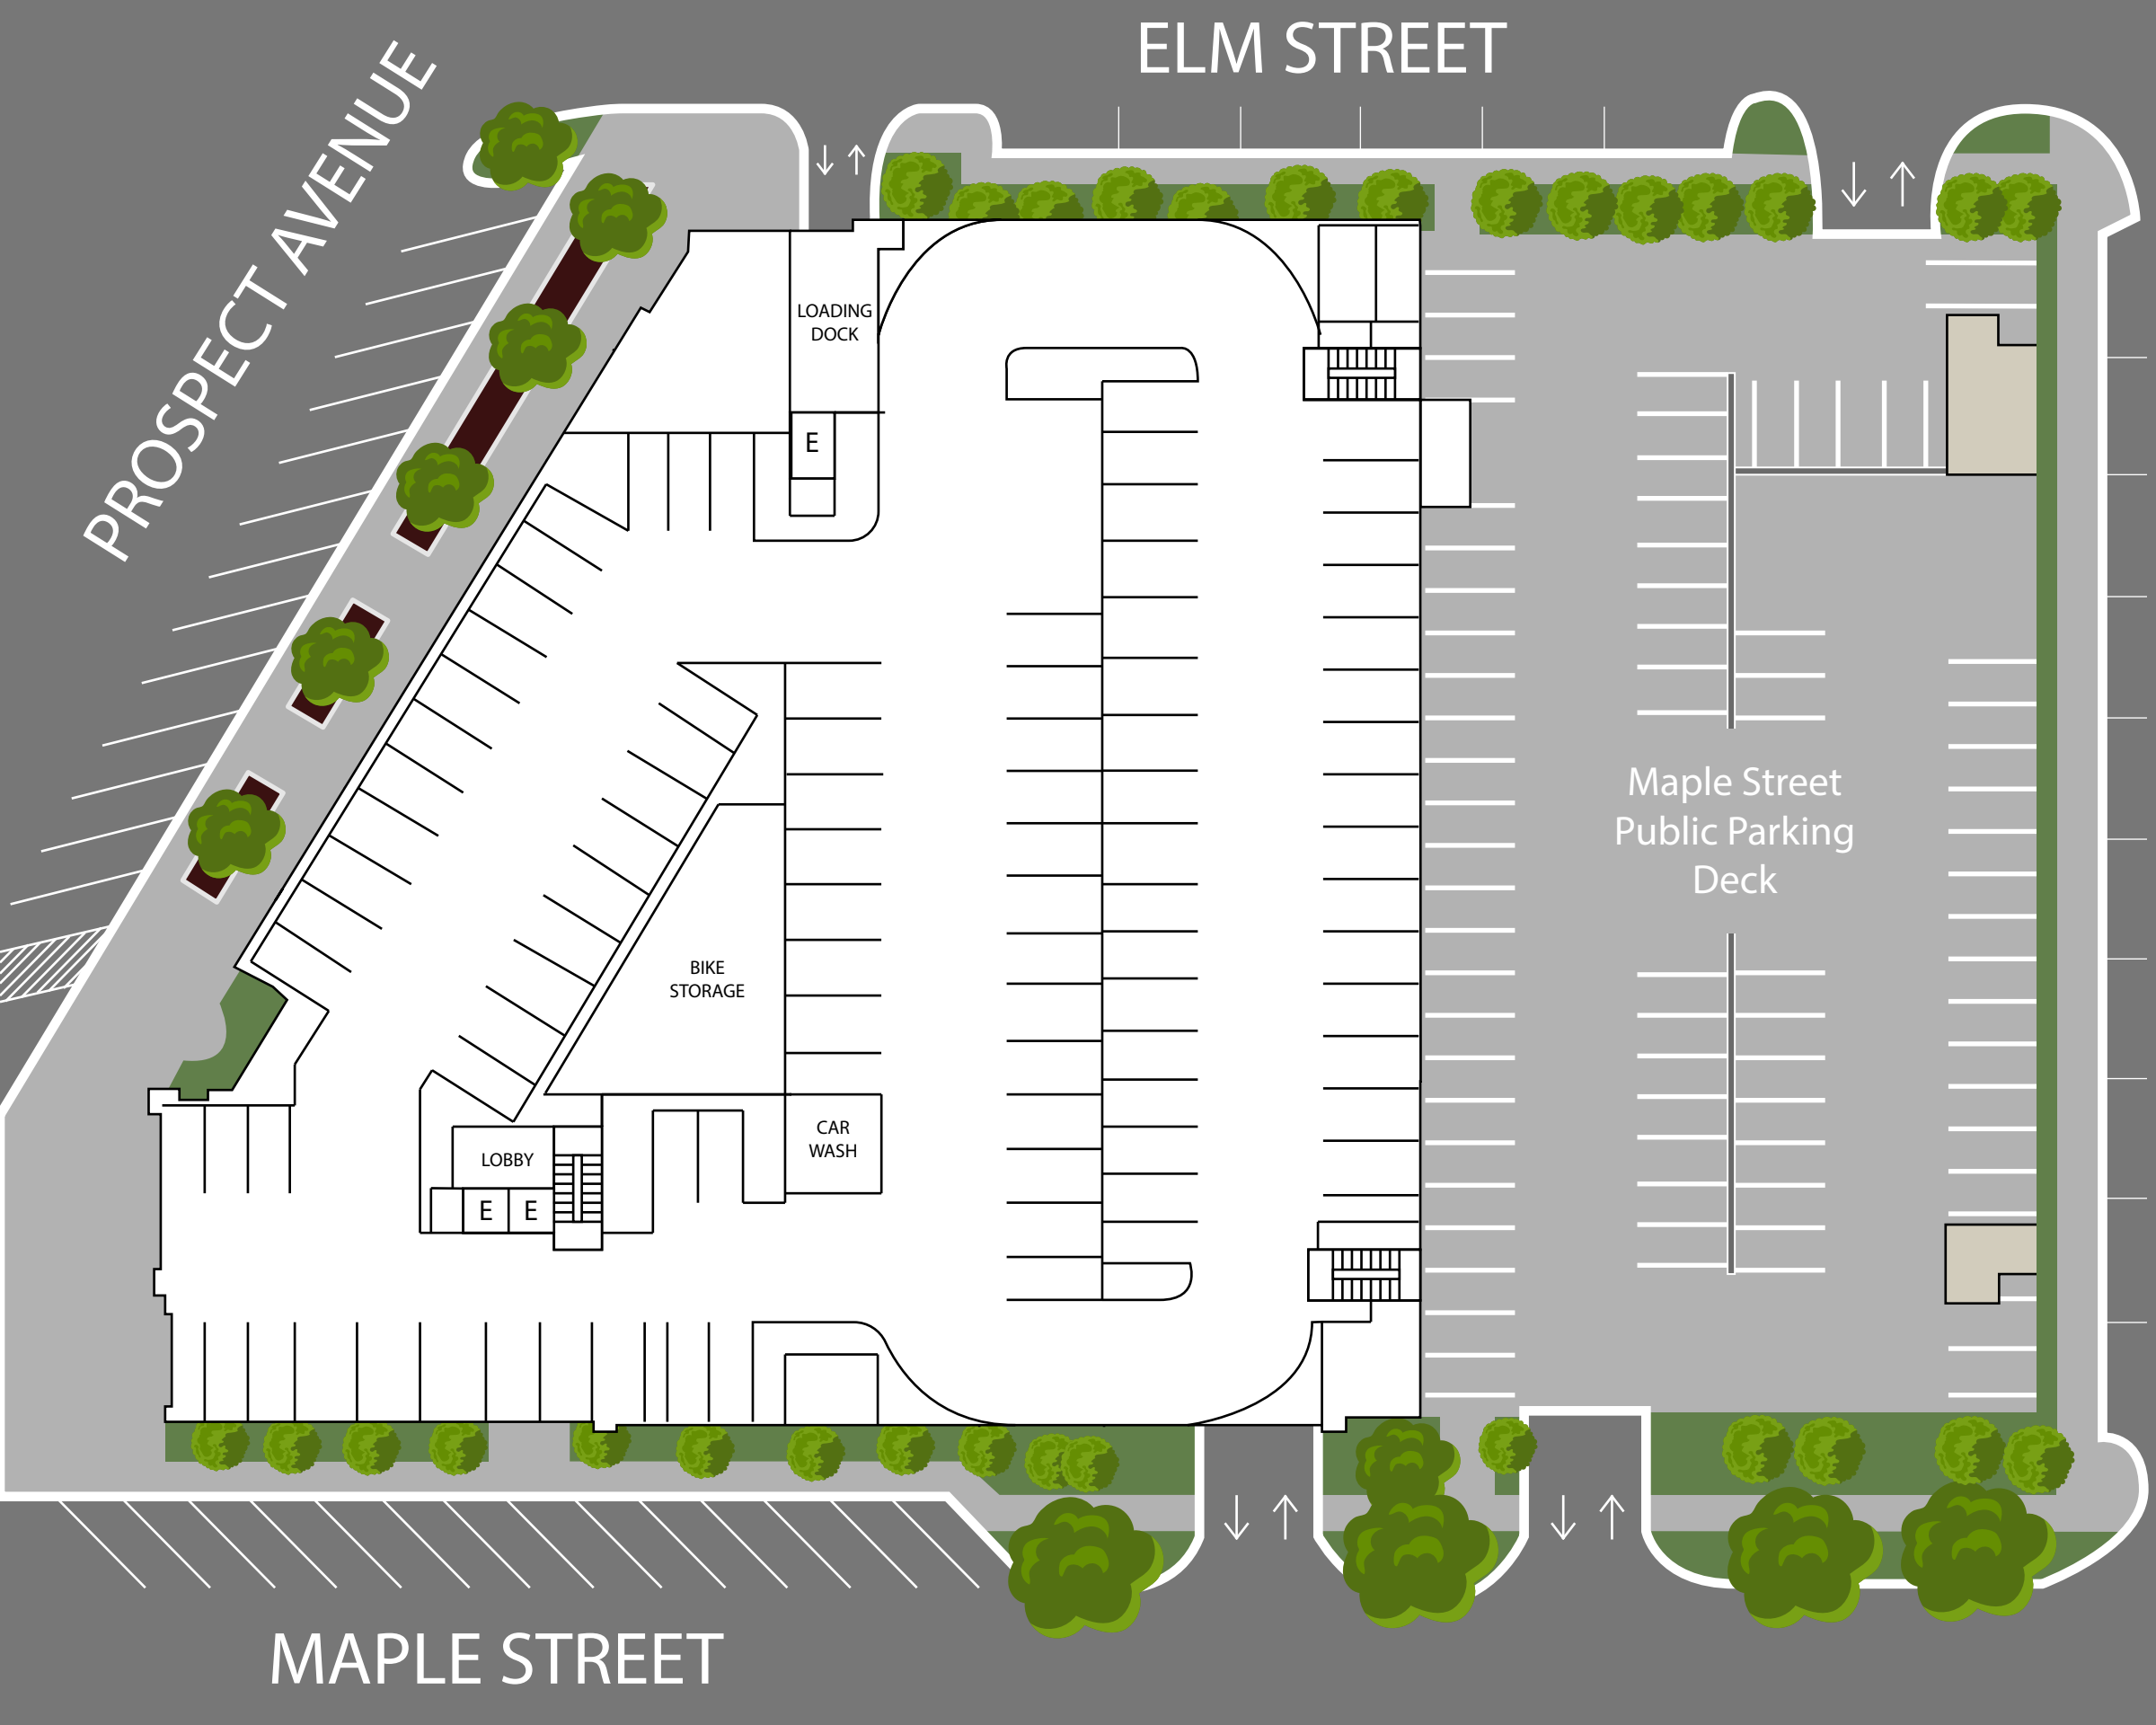 ELM STREET
PROSPECT AVENUE
LOADING
DOCK
E
Maple Street
Public Parking
Deck
BIKE
STORAGE
CAR
WASH
LOBBY
E
E
MAPLE STREET